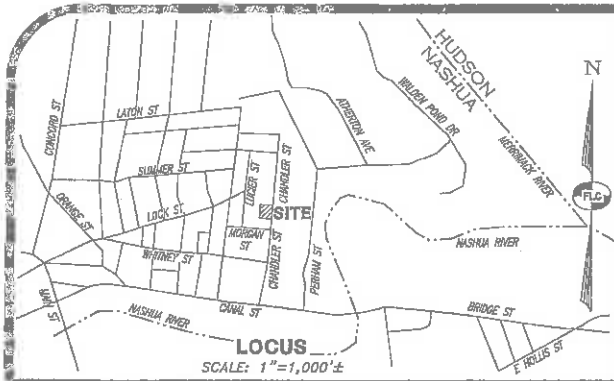 HUDSON
NASHUA
N
CONCORD ST
LATON ST
ATHERTON AVE
WALDEN POND DR
MERRIMACK RIVER
SUMMER ST
LOCK ST
ORANGE ST
LUCIER ST
CHANDLER ST
SITE
FLG
MORGAN ST
WHITNEY ST
CHANDLER ST
PERHAM ST
NASHUA RIVER
MAIN ST
NASHUA RIVER
CANAL ST
BRIDGE ST
E HOLLIS ST
LOCUS
SCALE: 1"=1,000'±